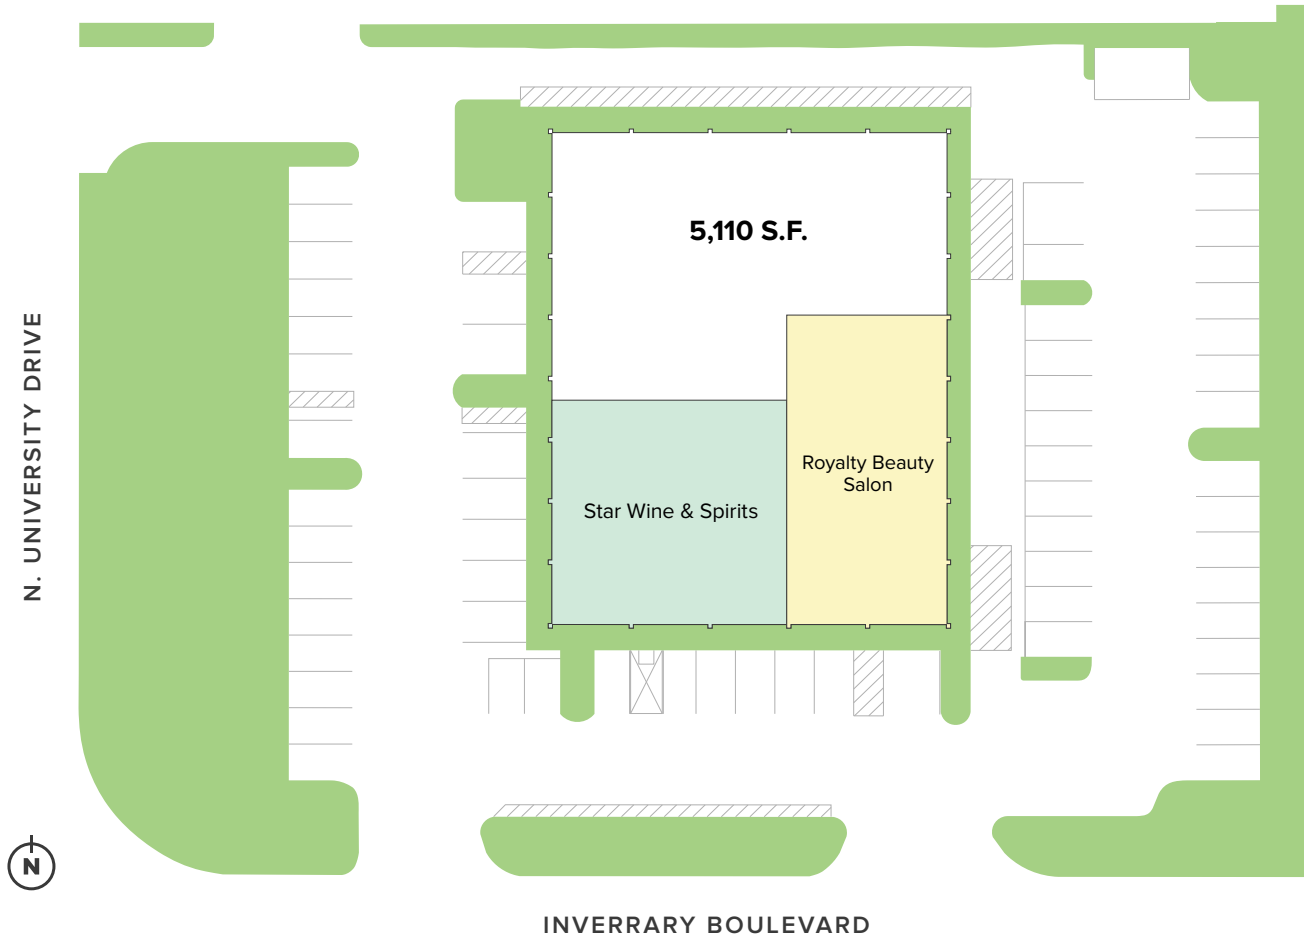 5,110 S.F.
Royalty Beauty
Salon
Star Wine & Spirits
N. UNIVERSITY DRIVE
N
INVERRARY BOULEVARD